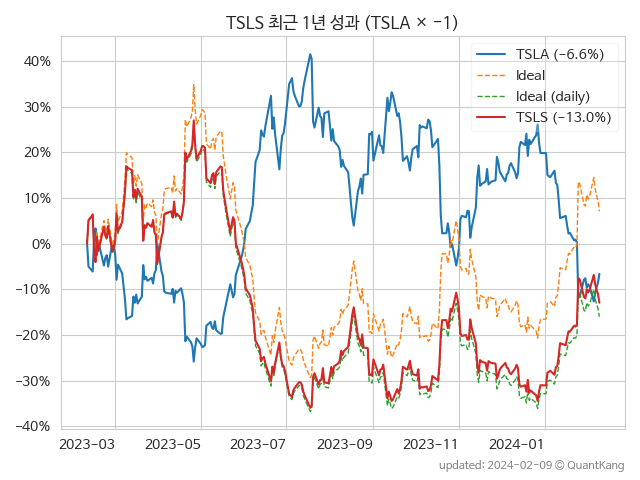 TSLS 최근 1년 성과 (TSLA × −1)
TSLA (−6.6%)
Ideal
Ideal (daily)
TSLS (−13.0%)
40%
30%
20%
10%
0%
−10%
−20%
−30%
−40%
2023−03
2023−05
2023−07
2023−09
2023−11
2024−01
updated: 2024−02−09 ⓒ QuantKang